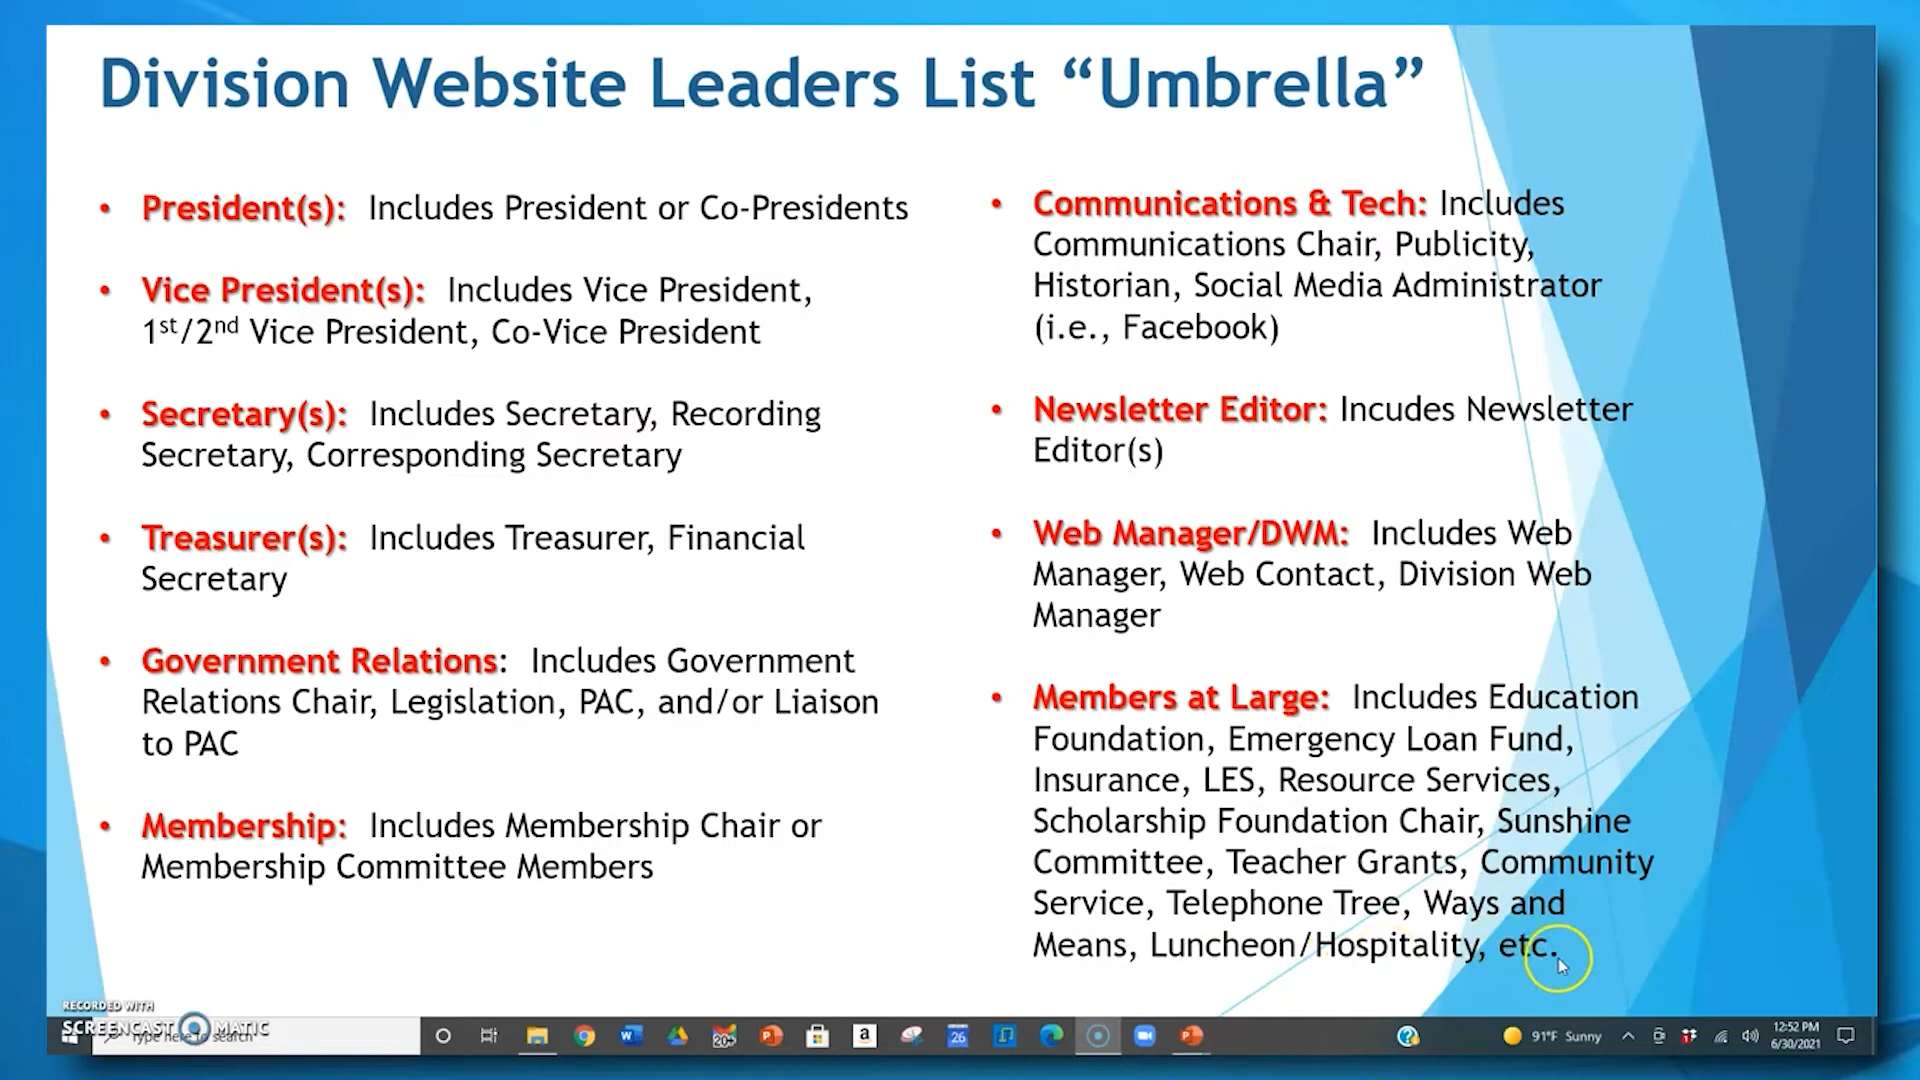 Division Website Leaders List “Umbrella”
• President(s): Includes President or Co-Presidents
• Vice President(s): Includes Vice President,
1st/2nd Vice President, Co-Vice President
• Secretary(s): Includes Secretary, Recording
Secretary, Corresponding Secretary
• Treasurer(s): Includes Treasurer, Financial
Secretary
• Government Relations: Includes Government
Relations Chair, Legislation, PAC, and/or Liaison
to PAC
• Membership: Includes Membership Chair or
Membership Committee Members
• Communications & Tech: Includes
Communications Chair, Publicity,
Historian, Social Media Administrator
(i.e., Facebook)
• Newsletter Editor: Incudes Newsletter
Editor(s)
• Web Manager/DWM: Includes Web
Manager, Web Contact, Division Web
Manager
• Members at Large: Includes Education
Foundation, Emergency Loan Fund,
Insurance, LES, Resource Services,
Scholarship Foundation Chair, Sunshine
Committee, Teacher Grants, Community
Service, Telephone Tree, Ways and
Means, Luncheon/Hospitality, etc.
RECORDED WITH
SCREENCAST MATIC
Type here to search
20+
a
26
91°F Sunny
12:52 PM
6/30/2021